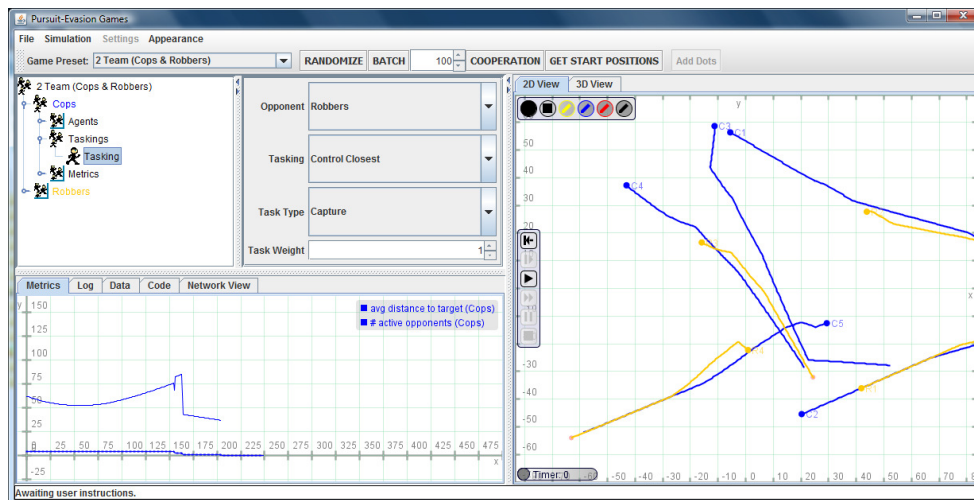 Pursuit-Evasion Games
File Simulation Settings Appearance
Game Preset: 2 Team (Cops & Robbers) RANDOMIZE BATCH 100 COOPERATION GET START POSITIONS Add Dots
2 Team (Cops & Robbers)
Cops
Agents
Taskings
Tasking
Metrics
Robbers
Opponent Robbers
Tasking Control Closest
Task Type Capture
Task Weight 1
Metrics Log Data Code Network View
y
150
125
100
75
50
25
-25
avg distance to target (Cops)
# active opponents (Cops)
25 50 75 100 125 150 175 200 225 250 275 300 325 350 375 400 425 450 475
x
2D View 3D View
y
C3 C1
50
40
C4
30
20
10
x
C5
-30
-40
C2
-50
-60
Timer: 0
-60 -50 -40 -30 -20 -10 0 10 20 30 40 50 60 70
Awaiting user instructions.